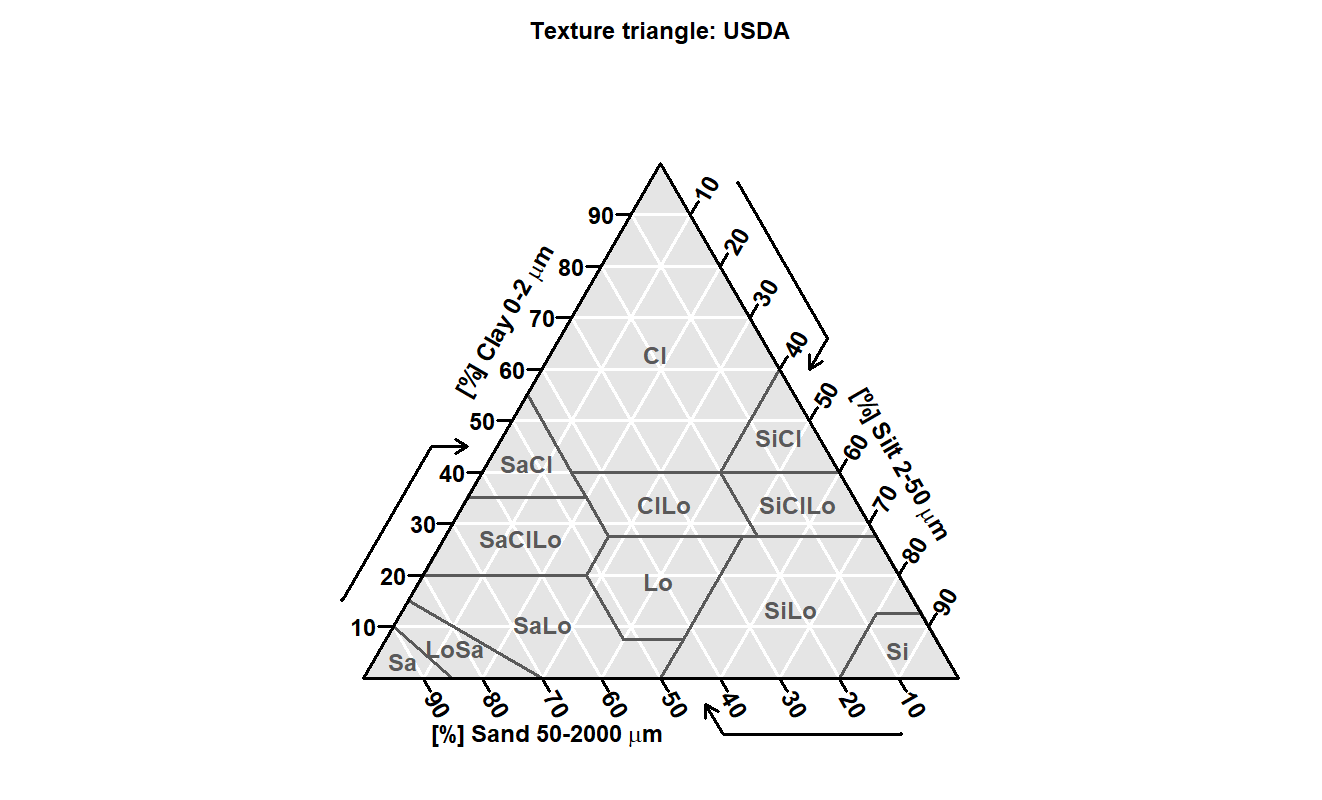 Texture triangle: USDA
10
90
20
80
[%] Clay 0-2 µm
30
70
40
Cl
60
50
[%] Silt 2-50 µm
50
SiCl
60
SaCl
40
70
ClLo
SiClLo
30
SaClLo
80
20
Lo
90
SiLo
10
SaLo
LoSa
Si
Sa
90
80
70
60
50
40
30
20
10
[%] Sand 50-2000 µm